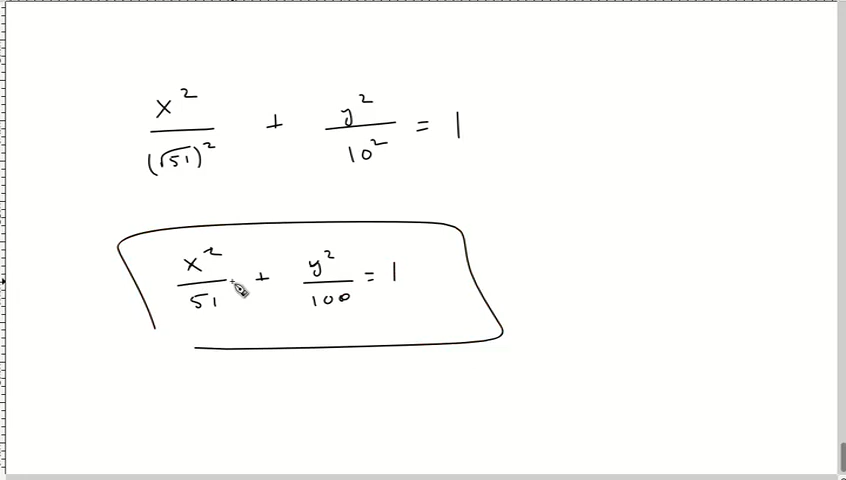 x²/(√51)² + y²/10² = 1
x²/51 + y²/100 = 1